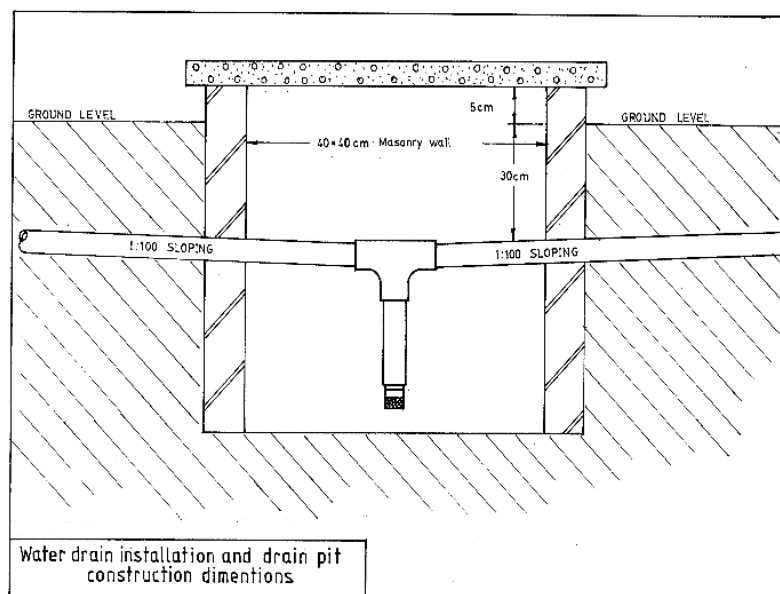 GROUND LEVEL
5cm
GROUND LEVEL
40*40cm Masonry wall
30cm
1:100 SLOPING
1:100 SLOPING
Water drain installation and drain pit
construction dimentions